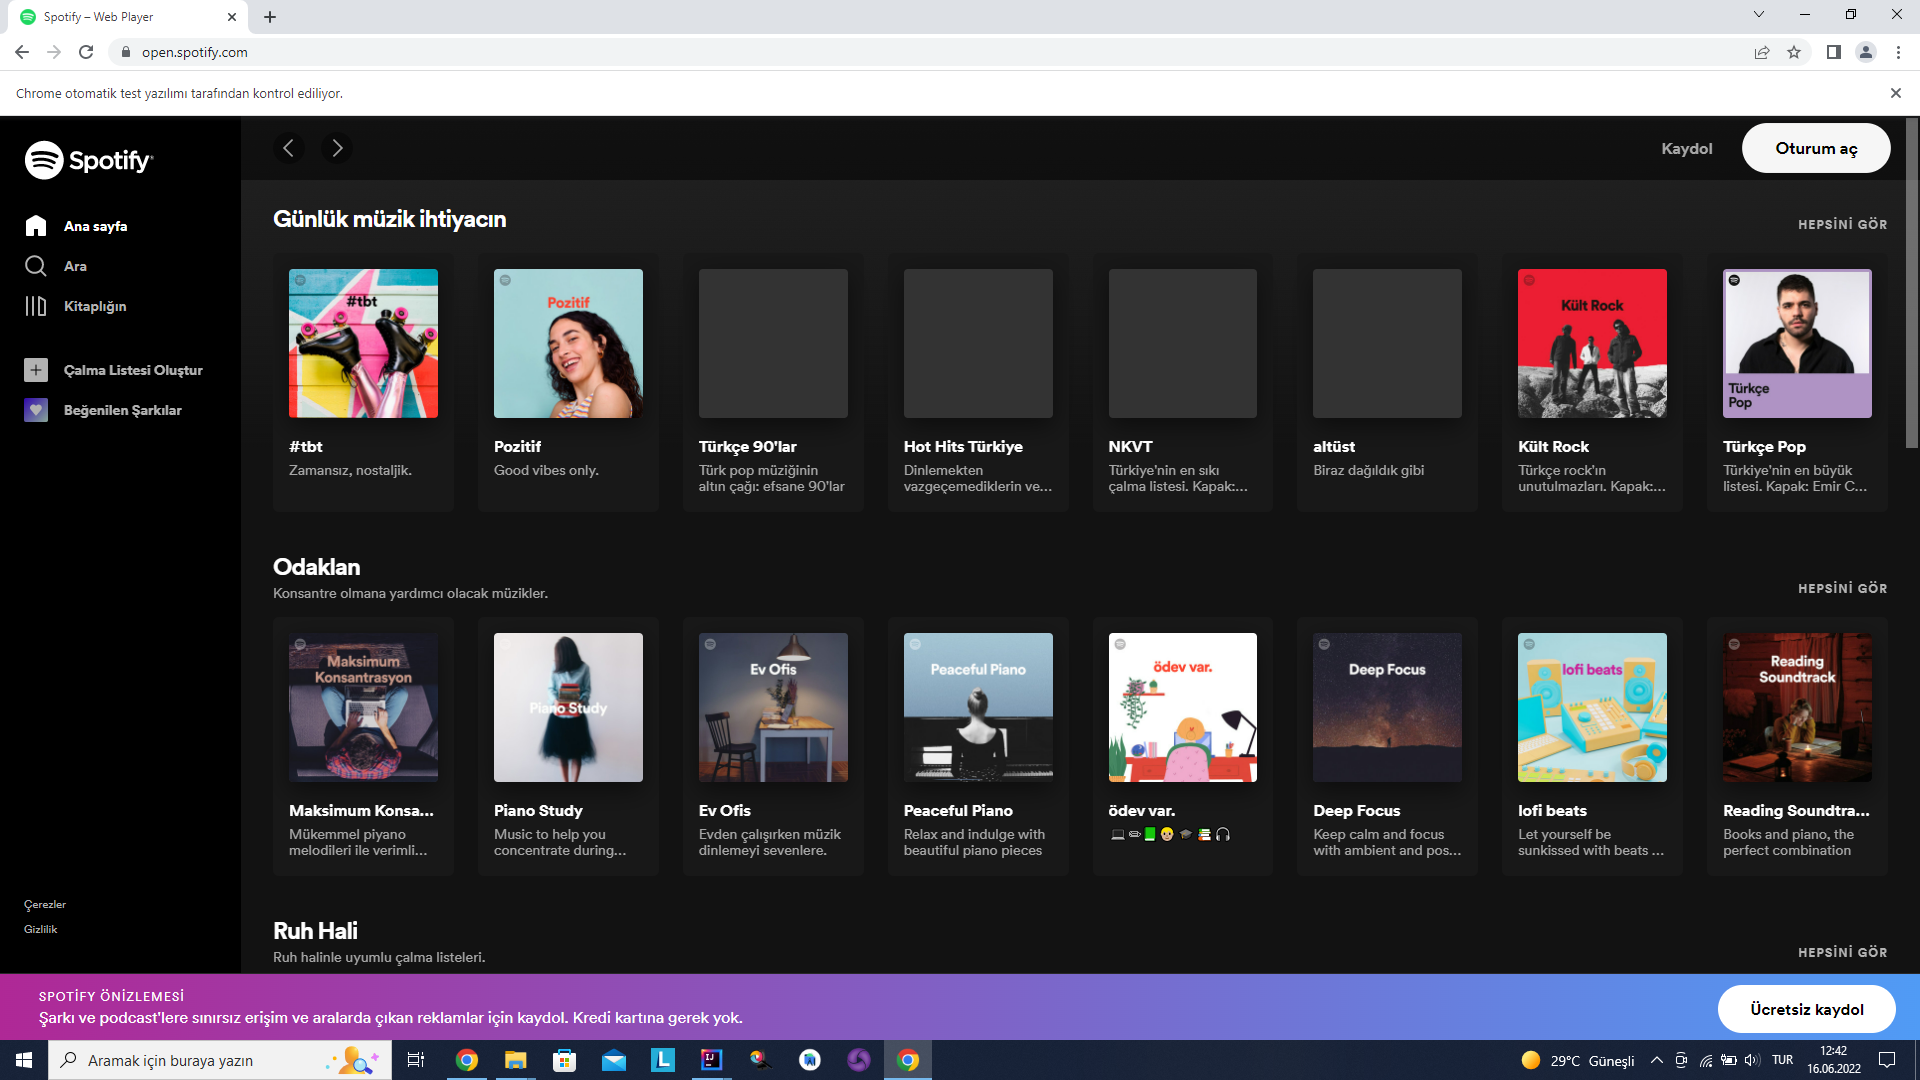 Spotify – Web Player
open.spotify.com
Chrome otomatik test yazılımı tarafından kontrol ediliyor.
Spotify
Kaydol
Oturum aç
Ana sayfa
Ara
Kitaplığın
Çalma Listesi Oluştur
Beğenilen Şarkılar
Çerezler
Gizlilik
Günlük müzik ihtiyacın
HEPSİNİ GÖR
#tbt
Pozitif
Kült Rock
Türkçe
Pop
#tbt
Zamansız, nostaljik.
Pozitif
Good vibes only.
Türkçe 90'lar
Türk pop müziğinin
altın çağı: efsane 90'lar
Hot Hits Türkiye
Dinlemekten
vazgeçemediklerin ve...
NKVT
Türkiye'nin en sıkı
çalma listesi. Kapak:...
altüst
Biraz dağıldık gibi
Kült Rock
Türkçe rock'ın
unutulmazları. Kapak:...
Türkçe Pop
Türkiye'nin en büyük
listesi. Kapak: Emir C...
Odaklan
Konsantre olmana yardımcı olacak müzikler.
HEPSİNİ GÖR
Maksimum
Konsantrasyon
Piano Study
Ev Ofis
Peaceful Piano
ödev var.
Deep Focus
lofi beats
Reading
Soundtrack
Maksimum Konsa...
Mükemmel piyano
melodileri ile verimli...
Piano Study
Music to help you
concentrate during...
Ev Ofis
Evden çalışırken müzik
dinlemeyi sevenlere.
Peaceful Piano
Relax and indulge with
beautiful piano pieces
ödev var.
💻✏📗👩🎓📚🎧
Deep Focus
Keep calm and focus
with ambient and pos...
lofi beats
Let yourself be
sunkissed with beats ...
Reading Soundtra...
Books and piano, the
perfect combination
Ruh Hali
Ruh halinle uyumlu çalma listeleri.
HEPSİNİ GÖR
SPOTİFY ÖNİZLEMESİ
Şarkı ve podcast'lere sınırsız erişim ve aralarda çıkan reklamlar için kaydol. Kredi kartına gerek yok.
Ücretsiz kaydol
Aramak için buraya yazın
L
IJ
29°C Güneşli
TUR
12:42
16.06.2022